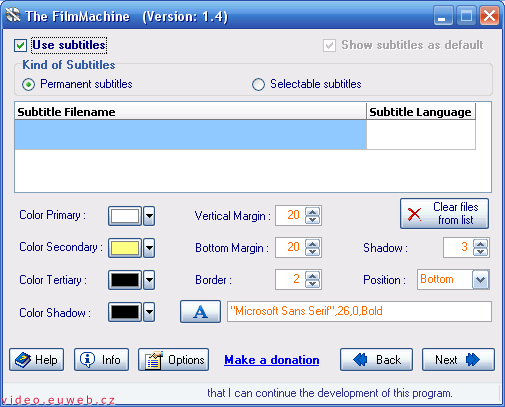 The FilmMachine (Version: 1.4)
Use subtitles Show subtitles as default
Kind of Subtitles
Permanent subtitles Selectable subtitles
Subtitle Filename Subtitle Language
Color Primary : Vertical Margin : 20 Clear files from list
Color Secondary : Bottom Margin : 20 Shadow : 3
Color Tertiary : Border : 2 Position : Bottom
Color Shadow : A "Microsoft Sans Serif",26,0,Bold
Help Info Options Make a donation Back Next
that I can continue the development of this program.
video.euweb.cz